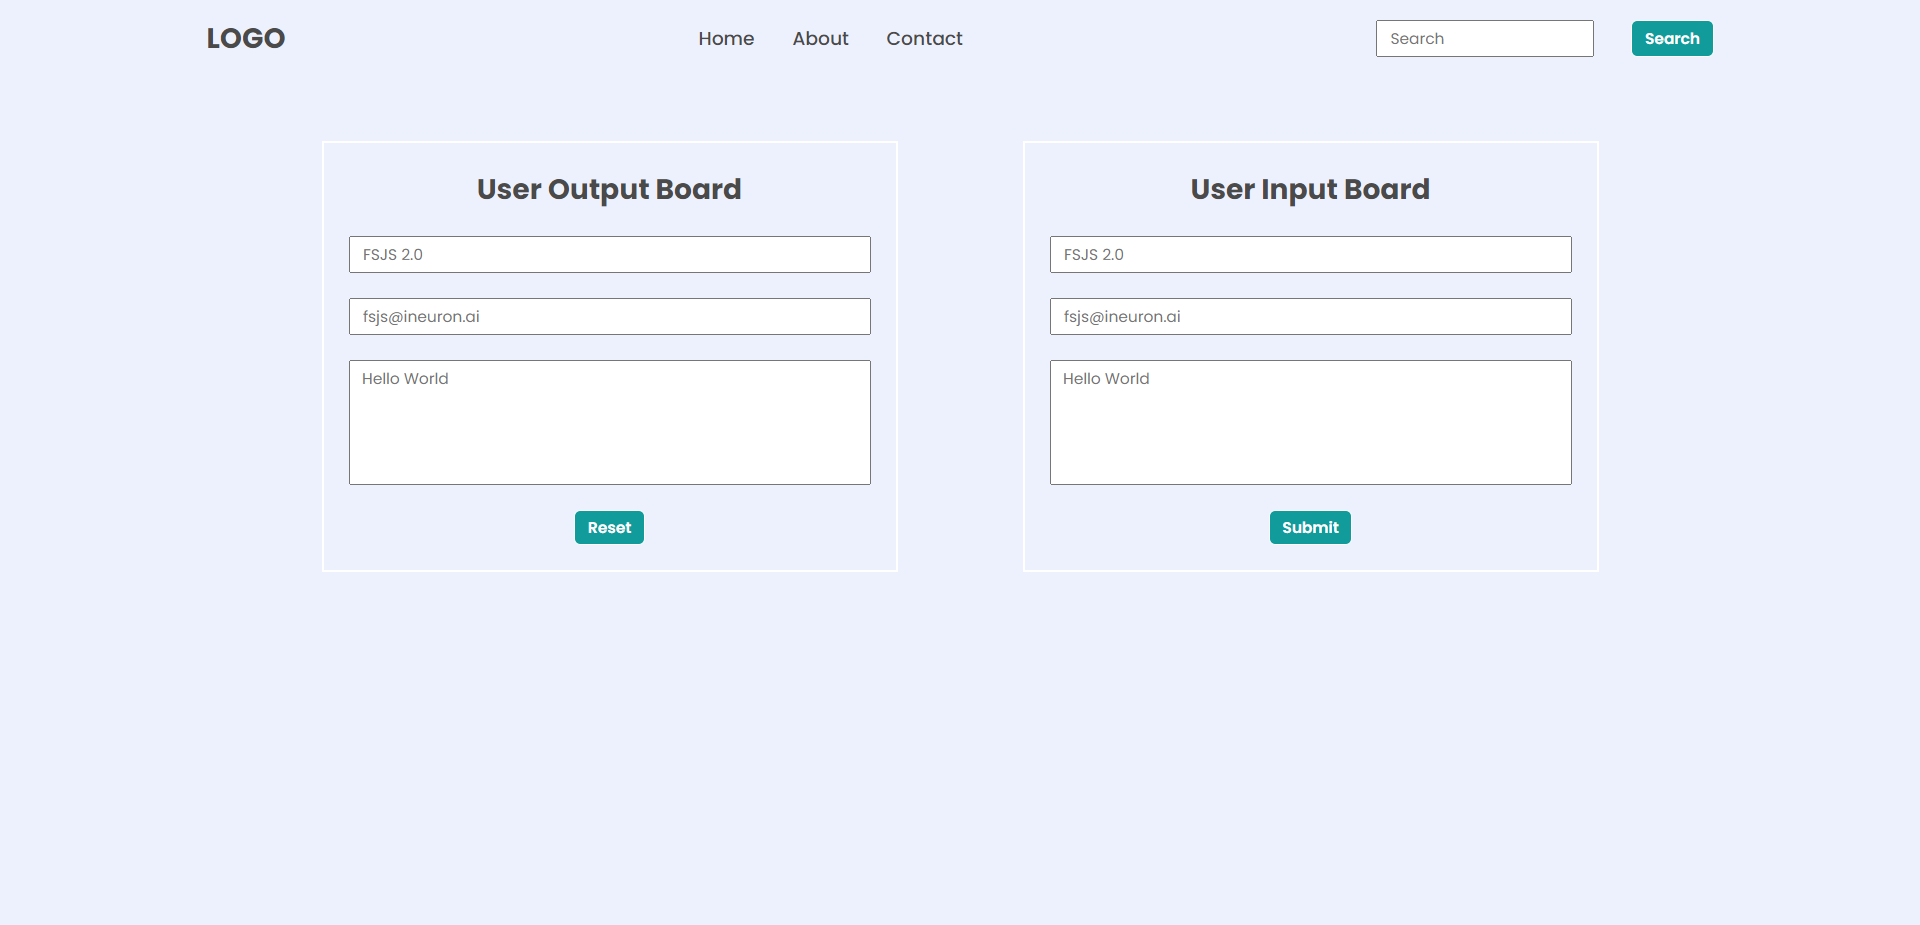 LOGO
Home
About
Contact
Search
Search
User Output Board
FSJS 2.0
fsjs@ineuron.ai
Hello World
Reset
User Input Board
FSJS 2.0
fsjs@ineuron.ai
Hello World
Submit